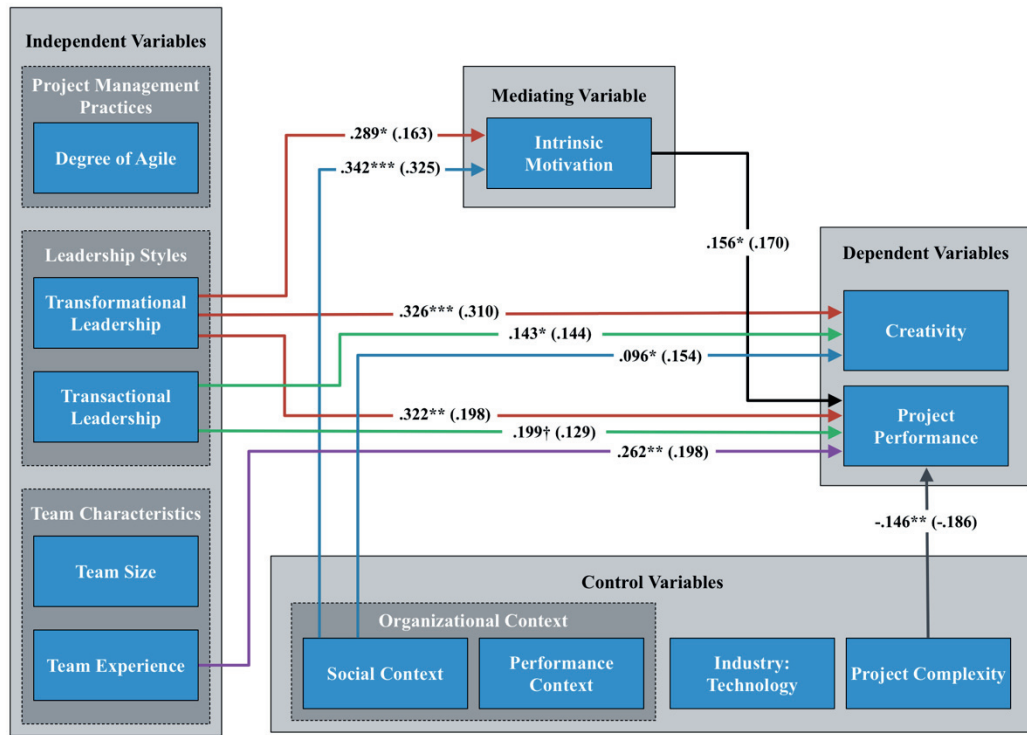 Independent Variables
Project Management
Practices
Degree of Agile
Leadership Styles
Transformational
Leadership
Transactional
Leadership
Team Characteristics
Team Size
Team Experience
Mediating Variable
Intrinsic
Motivation
.289* (.163)
.342*** (.325)
.156* (.170)
.326*** (.310)
.143* (.144)
.096* (.154)
.322** (.198)
.199† (.129)
.262** (.198)
Dependent Variables
Creativity
Project
Performance
-.146** (-.186)
Control Variables
Organizational Context
Social Context
Performance
Context
Industry:
Technology
Project Complexity